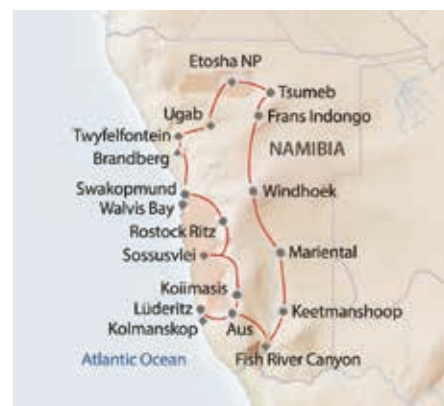 Etosha NP
Tsumeb
Ugab
Frans Indongo
Twyfelfontein
NAMIBIA
Brandberg
Swakopmund
Windhoek
Walvis Bay
Rostock Ritz
Mariental
Sossusvlei
Koiimasis
Lüderitz
Keetmanshoop
Kolmanskop
Aus
Atlantic Ocean
Fish River Canyon